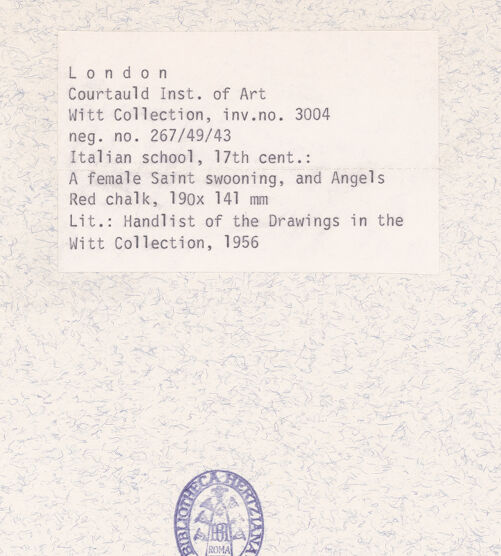 L o n d o n
Courtauld Inst. of Art
Witt Collection, inv.no. 3004
neg. no. 267/49/43
Italian school, 17th cent.:
A female Saint swooning, and Angels
Red chalk, 190x 141 mm
Lit.: Handlist of the Drawings in the
Witt Collection, 1956
BIBLIOTHECA HERTZIANA
ROMA